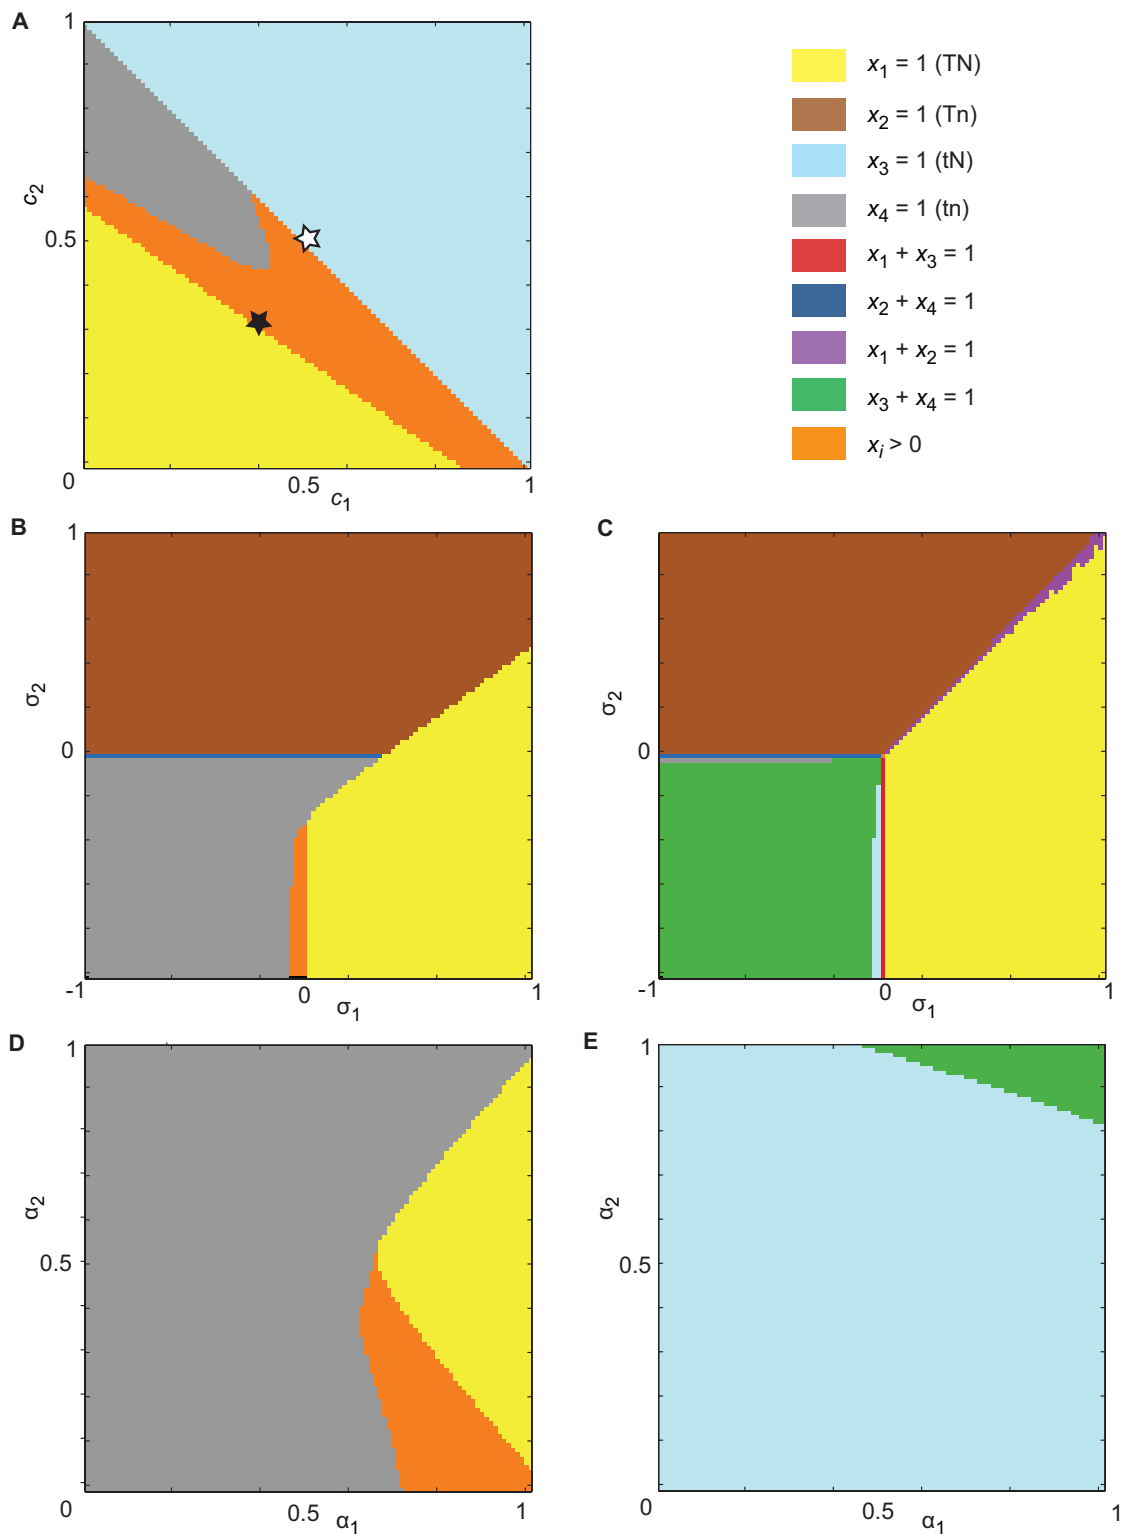 A
1
c2
0.5
0
0.5
c1
1
x1 = 1 (TN)
x2 = 1 (Tn)
x3 = 1 (tN)
x4 = 1 (tn)
x1 + x3 = 1
x2 + x4 = 1
x1 + x2 = 1
x3 + x4 = 1
xi > 0
B
1
σ2
0
-1
0
σ1
1
C
σ2
0
-1
0
σ1
1
D
1
α2
0.5
0
0.5
α1
1
E
1
α2
0.5
0
0.5
α1
1